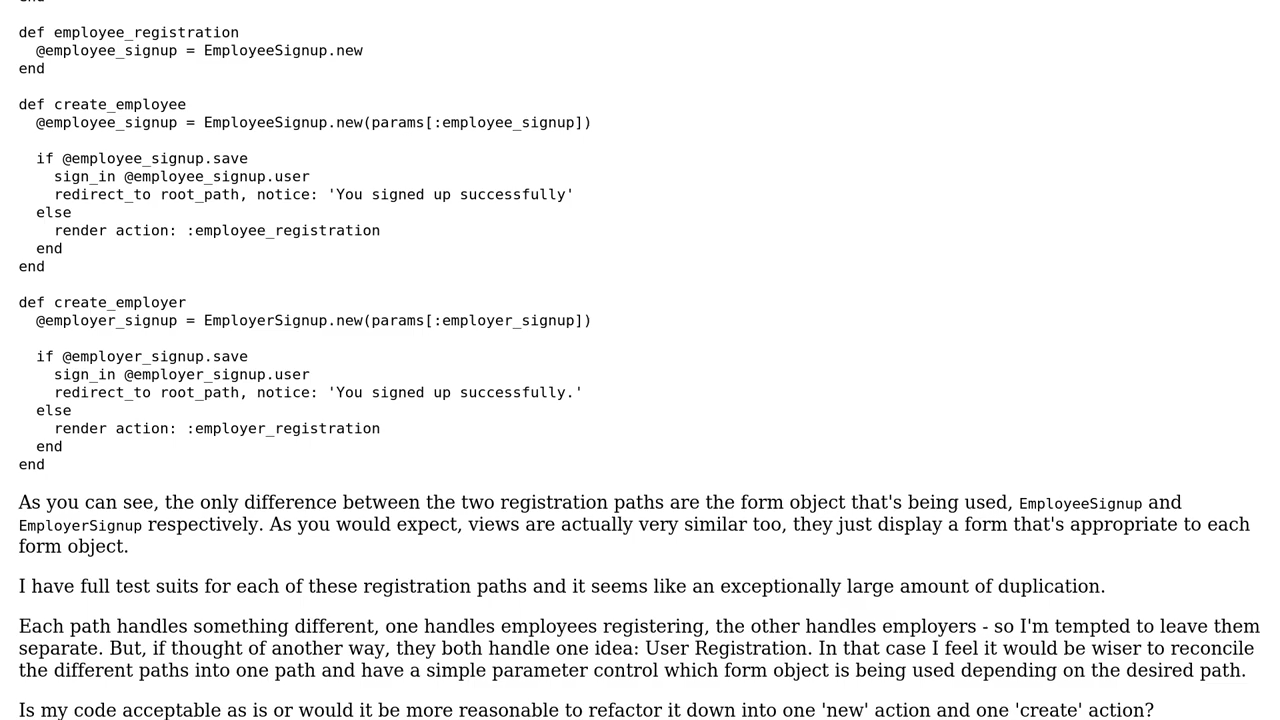 end
def employee_registration
  @employee_signup = EmployeeSignup.new
end
def create_employee
  @employee_signup = EmployeeSignup.new(params[:employee_signup])
  if @employee_signup.save
    sign_in @employee_signup.user
    redirect_to root_path, notice: 'You signed up successfully'
  else
    render action: :employee_registration
  end
end
def create_employer
  @employer_signup = EmployerSignup.new(params[:employer_signup])
  if @employer_signup.save
    sign_in @employer_signup.user
    redirect_to root_path, notice: 'You signed up successfully.'
  else
    render action: :employer_registration
  end
end
As you can see, the only difference between the two registration paths are the form object that's being used, EmployeeSignup and
EmployerSignup respectively. As you would expect, views are actually very similar too, they just display a form that's appropriate to each
form object.
I have full test suits for each of these registration paths and it seems like an exceptionally large amount of duplication.
Each path handles something different, one handles employees registering, the other handles employers - so I'm tempted to leave them
separate. But, if thought of another way, they both handle one idea: User Registration. In that case I feel it would be wiser to reconcile
the different paths into one path and have a simple parameter control which form object is being used depending on the desired path.
Is my code acceptable as is or would it be more reasonable to refactor it down into one 'new' action and one 'create' action?